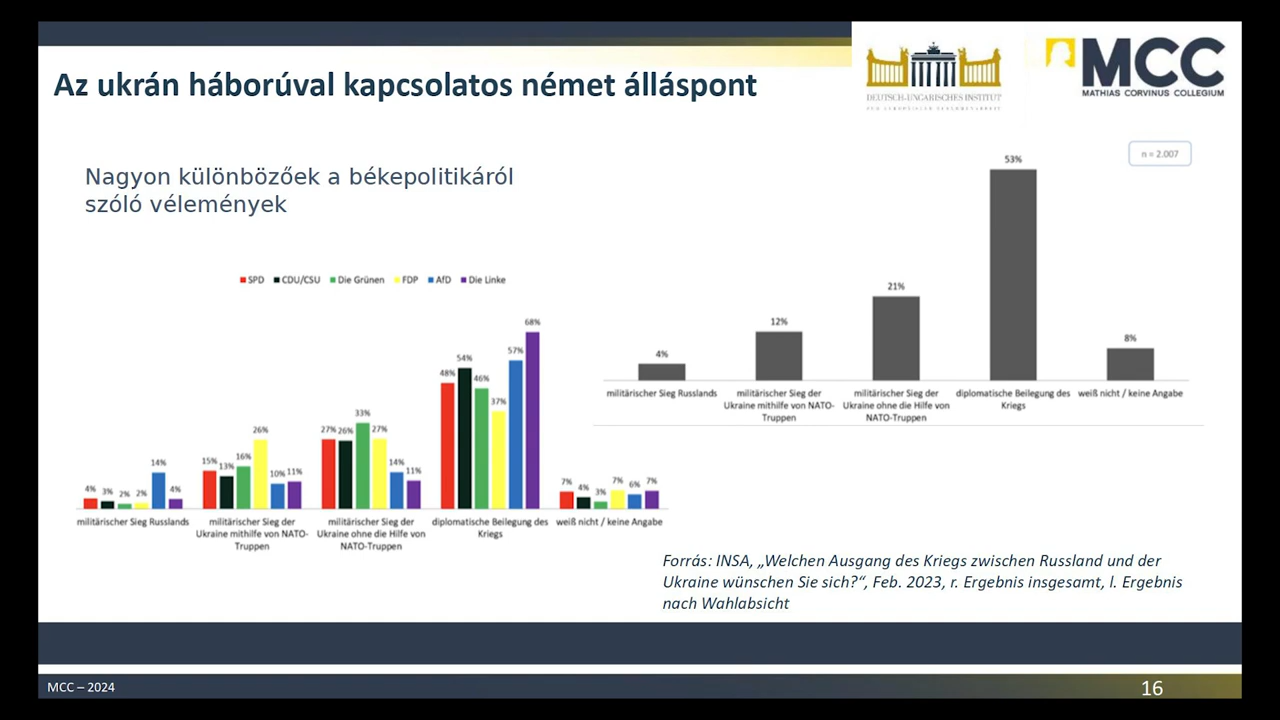 Az ukrán háborúval kapcsolatos német álláspont
DEUTSCH-UNGARISCHES INSTITUT
MCC
MATHIAS CORVINUS COLLEGIUM
Nagyon különbözőek a békepolitikáról
szóló vélemények
n = 2.007
53%
21%
12%
8%
4%
militärischer Sieg Russlands
militärischer Sieg der
Ukraine mithilfe von NATO-
Truppen
militärischer Sieg der
Ukraine ohne die Hilfe von
NATO-Truppen
diplomatische Beilegung des
Kriegs
weiß nicht / keine Angabe
SPD CDU/CSU Die Grünen FDP AfD Die Linke
4% 3% 2% 2% 14% 4%
15% 13% 16% 26% 10% 11%
27% 26% 33% 27% 14% 11%
48% 54% 46% 37% 57% 68%
7% 4% 3% 7% 6% 7%
militärischer Sieg Russlands
militärischer Sieg der
Ukraine mithilfe von NATO-
Truppen
militärischer Sieg der
Ukraine ohne die Hilfe von
NATO-Truppen
diplomatische Beilegung des
Kriegs
weiß nicht / keine Angabe
Forrás: INSA, „Welchen Ausgang des Kriegs zwischen Russland und der
Ukraine wünschen Sie sich?“, Feb. 2023, r. Ergebnis insgesamt, l. Ergebnis
nach Wahlabsicht
MCC – 2024
16